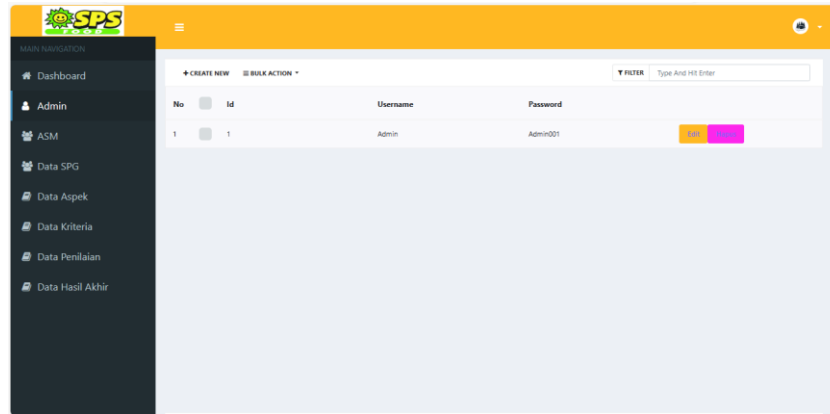 SPS
FOOD
MAIN NAVIGATION
Dashboard
Admin
ASM
Data SPG
Data Aspek
Data Kriteria
Data Penilaian
Data Hasil Akhir
+ CREATE NEW BULK ACTION
FILTER Type And Hit Enter
No Id Username Password
1 1 Admin Admin001 Edit